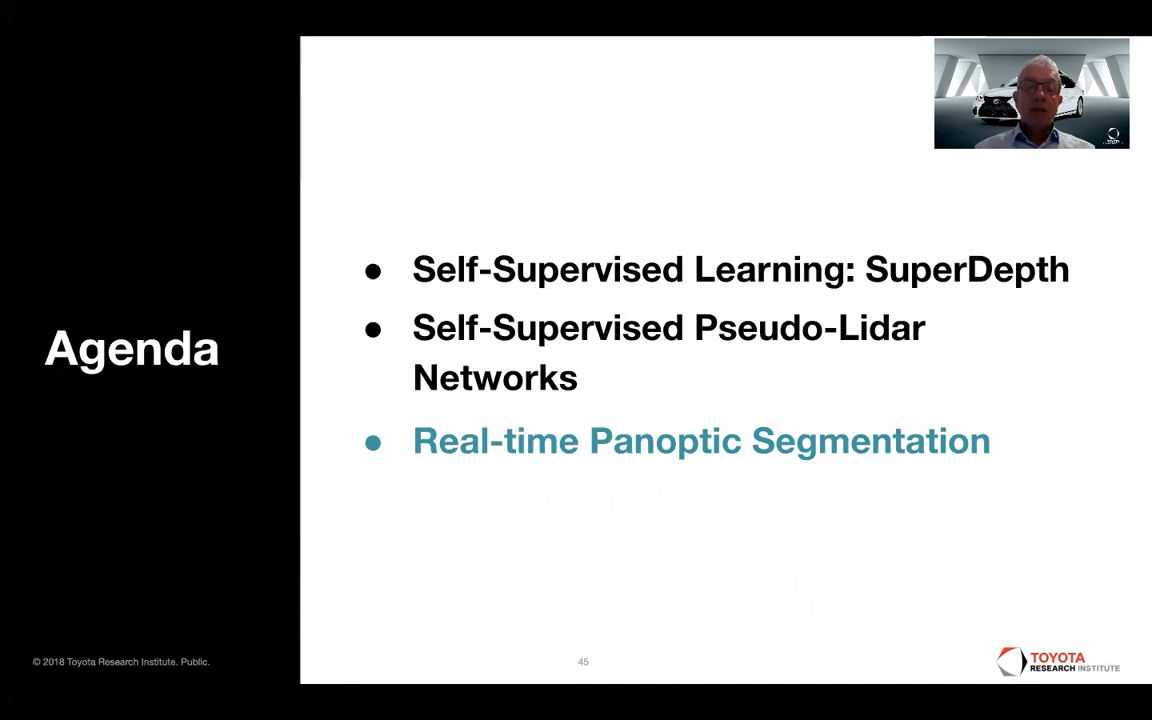 Agenda
● Self-Supervised Learning: SuperDepth
● Self-Supervised Pseudo-Lidar
Networks
● Real-time Panoptic Segmentation
© 2018 Toyota Research Institute. Public.
45
TOYOTA
RESEARCH INSTITUTE